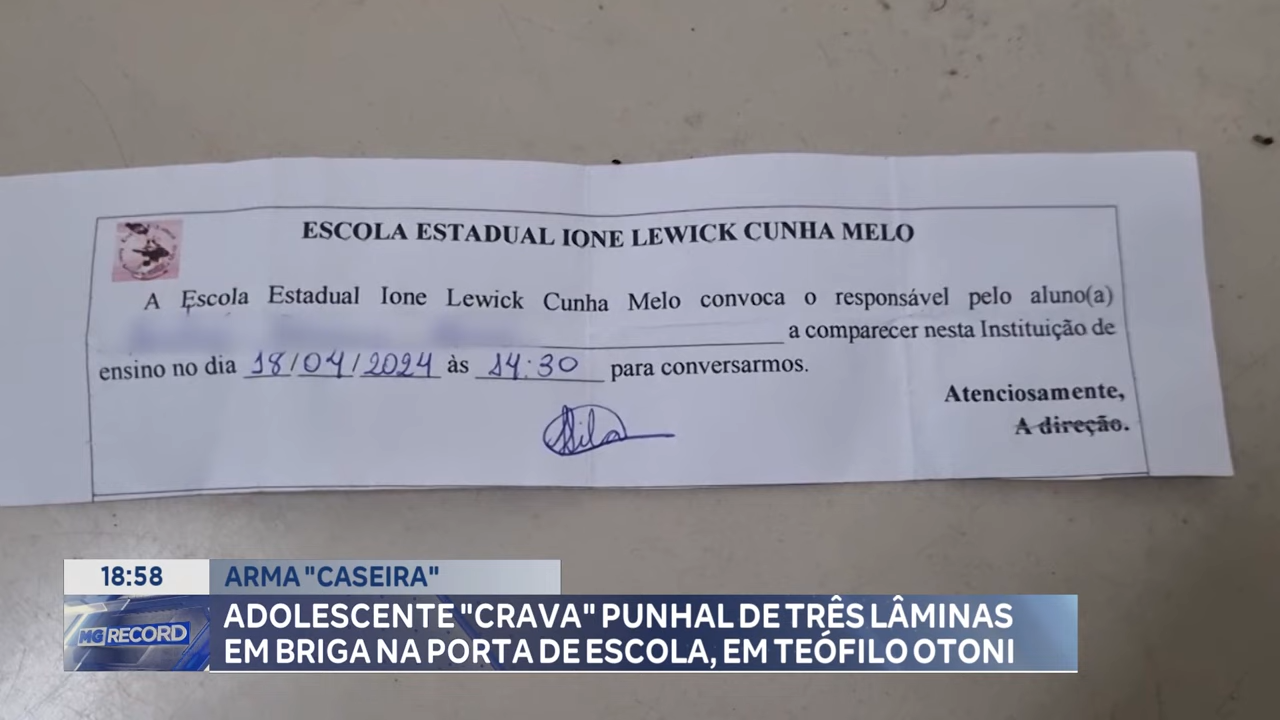 ESCOLA ESTADUAL IONE LEWICK CUNHA MELO
A Escola Estadual Ione Lewick Cunha Melo convoca o responsável pelo aluno(a)
a comparecer nesta Instituição de
ensino no dia 18/04/2024 às 14:30 para conversarmos.
Atenciosamente,
A direção.
18:58
ARMA "CASEIRA"
MG RECORD
ADOLESCENTE "CRAVA" PUNHAL DE TRÊS LÂMINAS
EM BRIGA NA PORTA DE ESCOLA, EM TEÓFILO OTONI